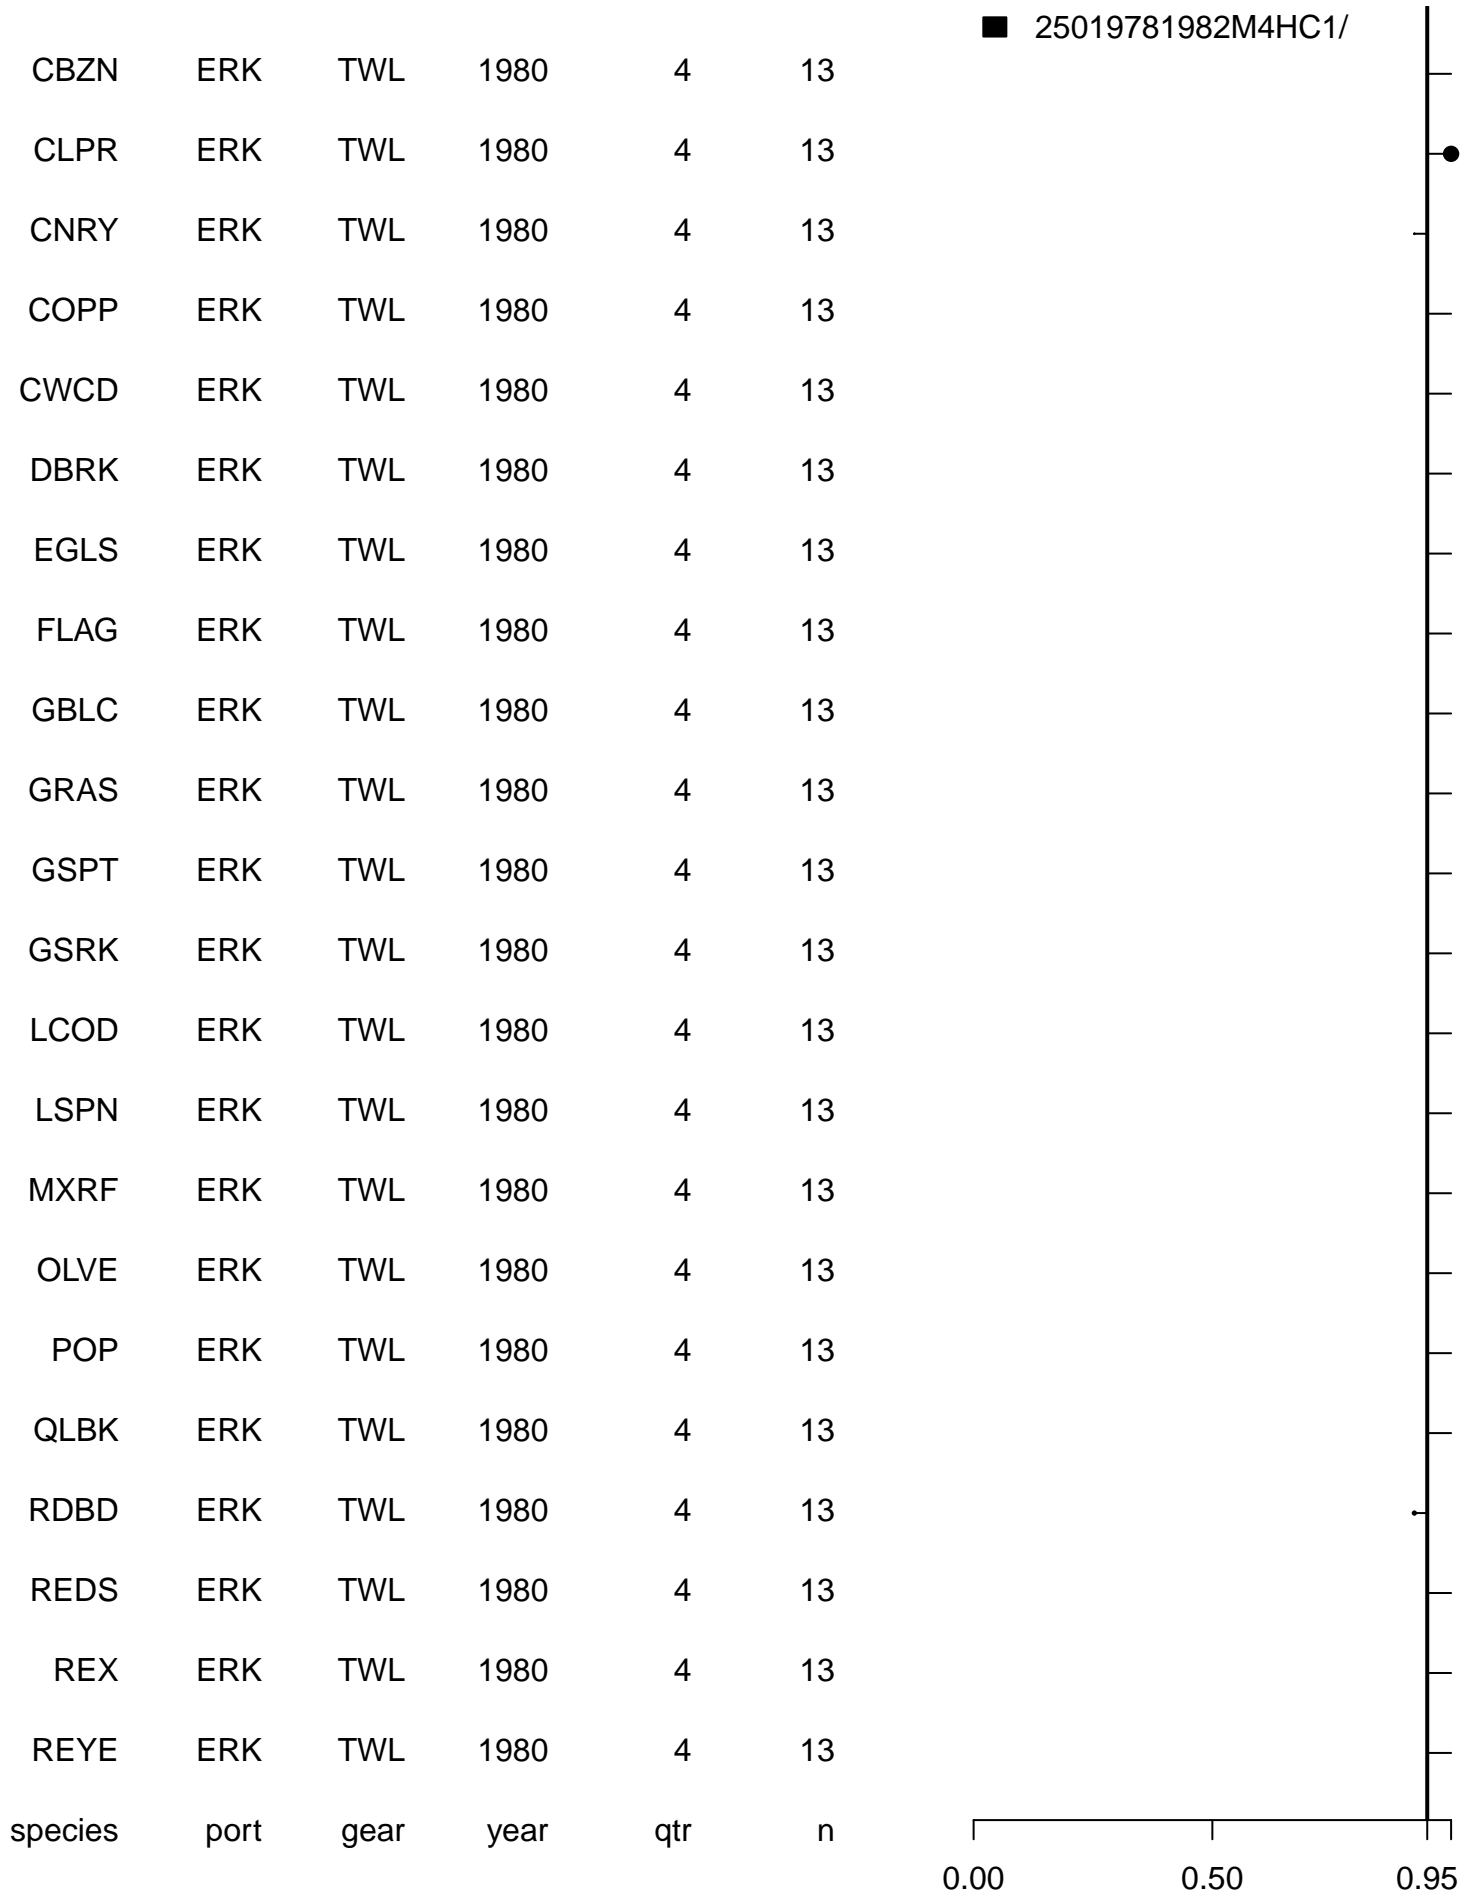 25019781982M4HC1/
CBZN ERK TWL 1980 4 13
CLPR ERK TWL 1980 4 13
CNRY ERK TWL 1980 4 13
COPP ERK TWL 1980 4 13
CWCD ERK TWL 1980 4 13
DBRK ERK TWL 1980 4 13
EGLS ERK TWL 1980 4 13
FLAG ERK TWL 1980 4 13
GBLC ERK TWL 1980 4 13
GRAS ERK TWL 1980 4 13
GSPT ERK TWL 1980 4 13
GSRK ERK TWL 1980 4 13
LCOD ERK TWL 1980 4 13
LSPN ERK TWL 1980 4 13
MXRF ERK TWL 1980 4 13
OLVE ERK TWL 1980 4 13
POP ERK TWL 1980 4 13
QLBK ERK TWL 1980 4 13
RDBD ERK TWL 1980 4 13
REDS ERK TWL 1980 4 13
REX ERK TWL 1980 4 13
REYE ERK TWL 1980 4 13
species port gear year qtr n
0.00 0.50 0.95